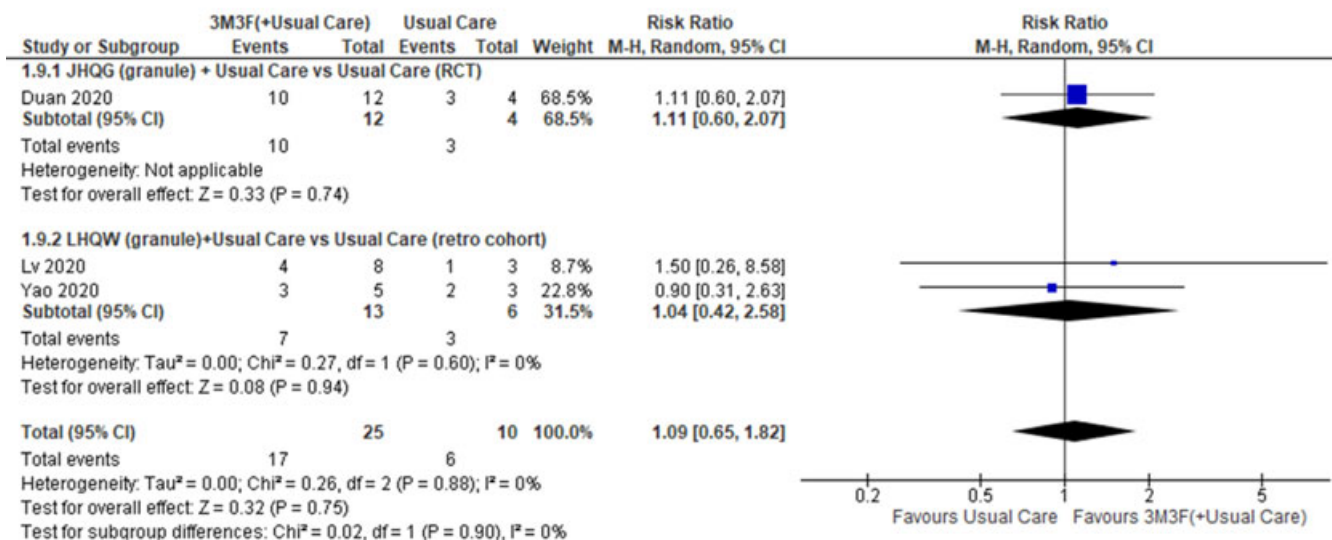 3M3F(+Usual Care) Usual Care Risk Ratio Risk Ratio
Study or Subgroup Events Total Events Total Weight M-H, Random, 95% CI M-H, Random, 95% CI
1.9.1 JHQG (granule) + Usual Care vs Usual Care (RCT)
Duan 2020 10 12 3 4 68.5% 1.11 [0.60, 2.07]
Subtotal (95% CI) 12 4 68.5% 1.11 [0.60, 2.07]
Total events 10 3
Heterogeneity: Not applicable
Test for overall effect: Z = 0.33 (P = 0.74)
1.9.2 LHQW (granule)+Usual Care vs Usual Care (retro cohort)
Lv 2020 4 8 1 3 8.7% 1.50 [0.26, 8.58]
Yao 2020 3 5 2 3 22.8% 0.90 [0.31, 2.63]
Subtotal (95% CI) 13 6 31.5% 1.04 [0.42, 2.58]
Total events 7 3
Heterogeneity: Tau² = 0.00; Chi² = 0.27, df = 1 (P = 0.60); I² = 0%
Test for overall effect: Z = 0.08 (P = 0.94)
Total (95% CI) 25 10 100.0% 1.09 [0.65, 1.82]
Total events 17 6
Heterogeneity: Tau² = 0.00; Chi² = 0.26, df = 2 (P = 0.88); I² = 0%
Test for overall effect: Z = 0.32 (P = 0.75)
Test for subgroup differences: Chi² = 0.02, df = 1 (P = 0.90), I² = 0%
0.2 0.5 1 2 5
Favours Usual Care Favours 3M3F(+Usual Care)